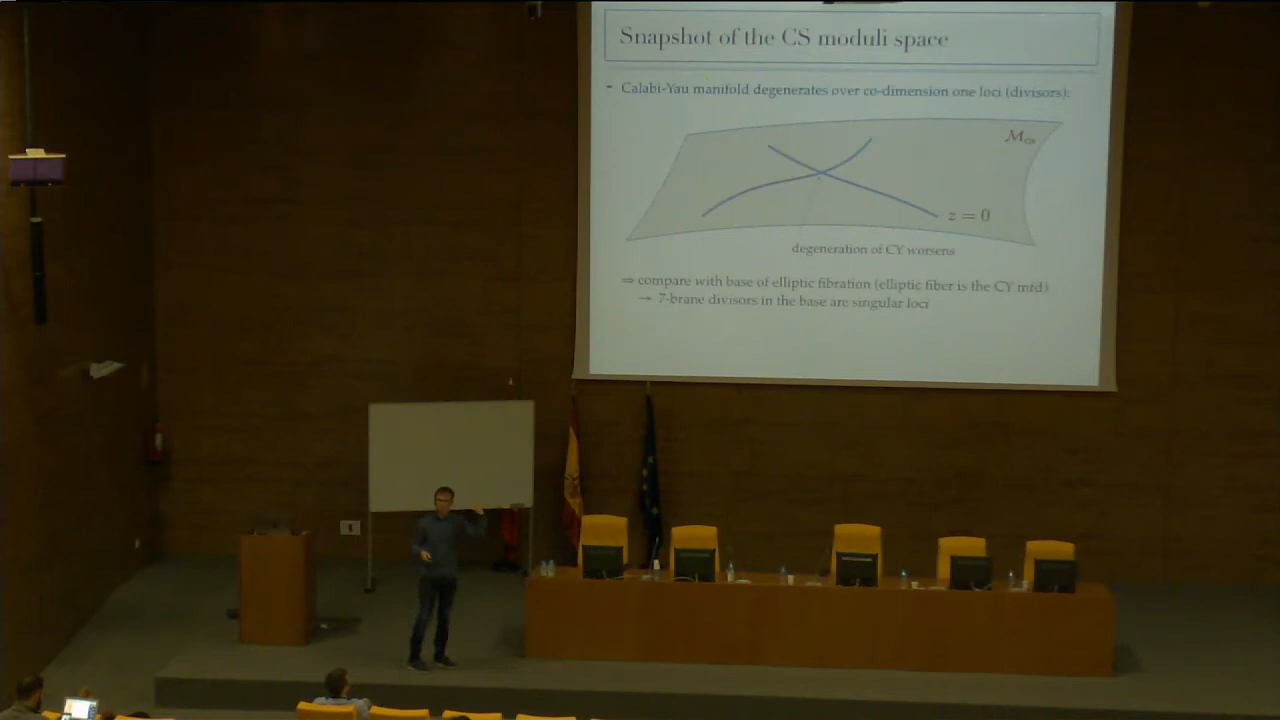 Snapshot of the CS moduli space
- Calabi-Yau manifold degenerates over co-dimension one loci (divisors):
M_cs
z = 0
degeneration of CY worsens
⇒ compare with base of elliptic fibration (elliptic fiber is the CY mfd)
→ 7-brane divisors in the base are singular loci